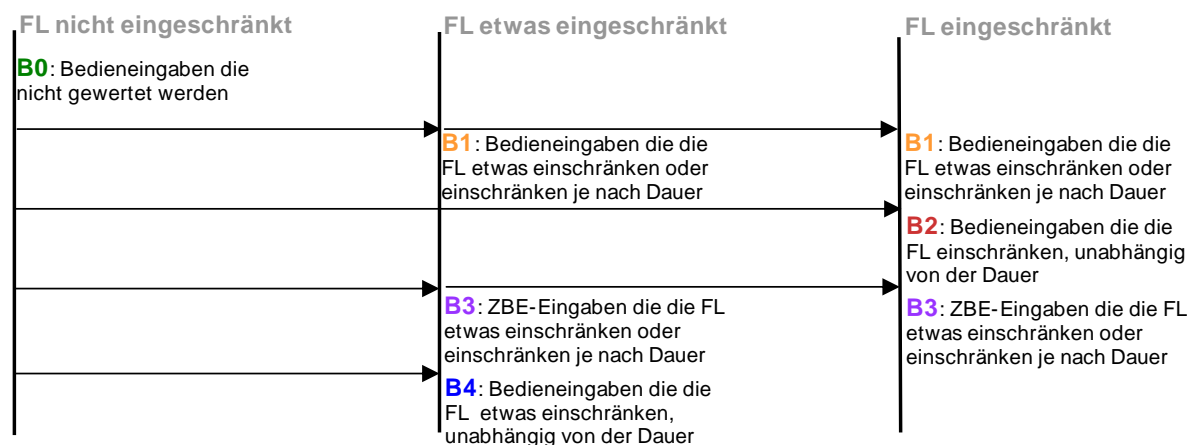 FL nicht eingeschränkt
B0: Bedieneingaben die
nicht gewertet werden
FL etwas eingeschränkt
B1: Bedieneingaben die die
FL etwas einschränken oder
einschränken je nach Dauer
B3: ZBE-Eingaben die die FL
etwas einschränken oder
einschränken je nach Dauer
B4: Bedieneingaben die die
FL etwas einschränken,
unabhängig von der Dauer
FL eingeschränkt
B1: Bedieneingaben die die
FL etwas einschränken oder
einschränken je nach Dauer
B2: Bedieneingaben die die
FL einschränken, unabhängig
von der Dauer
B3: ZBE-Eingaben die die FL
etwas einschränken oder
einschränken je nach Dauer